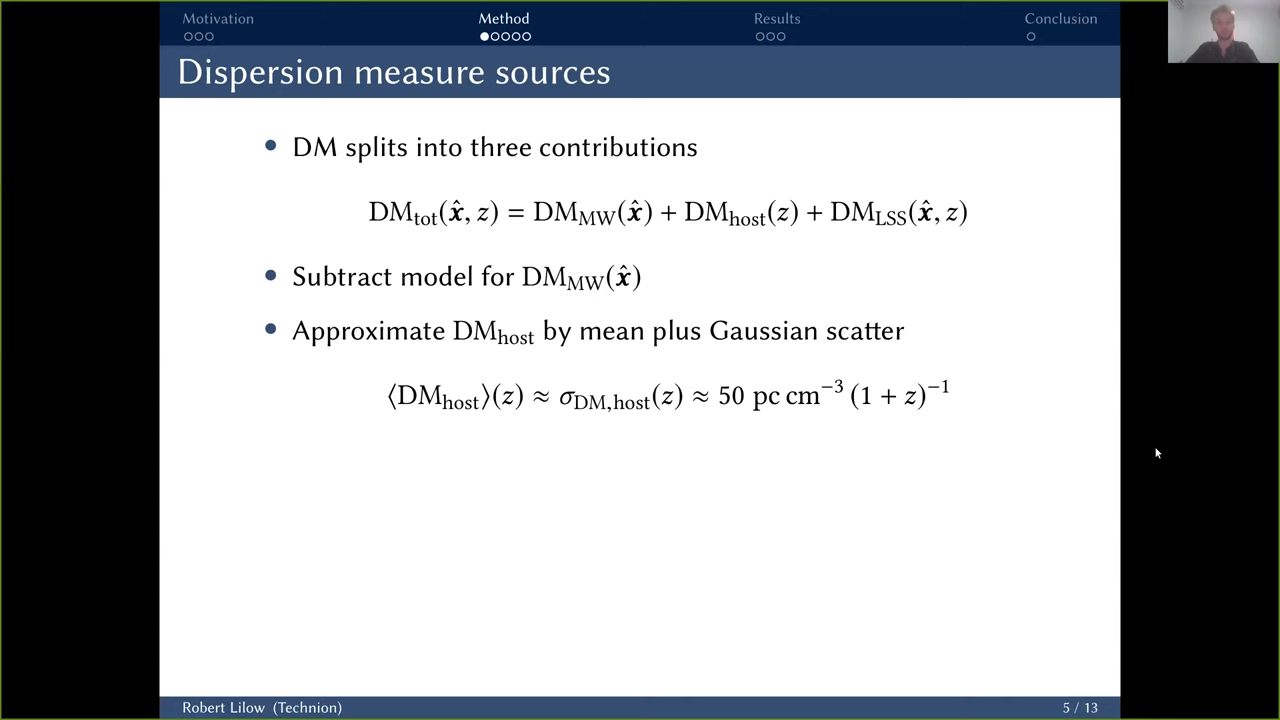 Motivation Method Results Conclusion
Dispersion measure sources
• DM splits into three contributions
DM_tot(x̂, z) = DM_MW(x̂) + DM_host(z) + DM_LSS(x̂, z)
• Subtract model for DM_MW(x̂)
• Approximate DM_host by mean plus Gaussian scatter
⟨DM_host⟩(z) ≈ σ_DM,host(z) ≈ 50 pc cm⁻³ (1 + z)⁻¹
Robert Lilow (Technion) 5 / 13